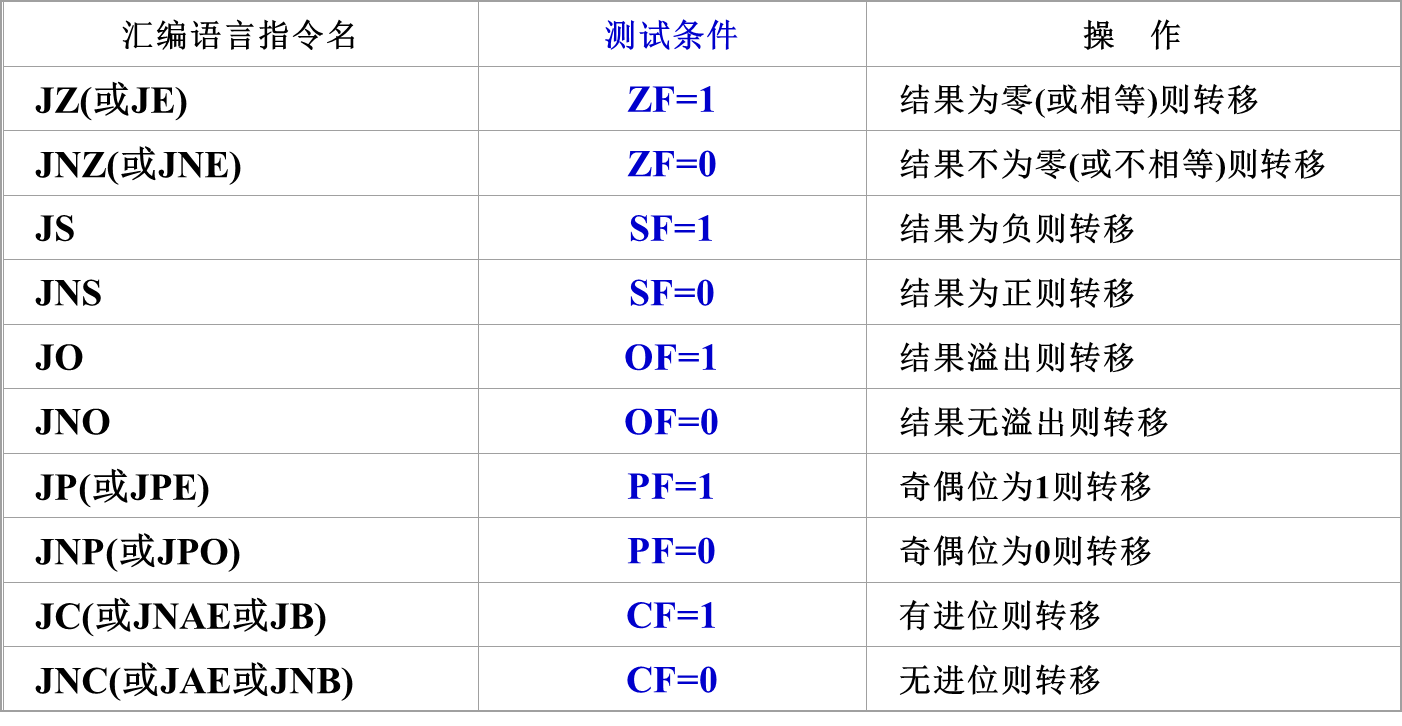 汇编语言指令名 测试条件 操 作
JZ(或JE) ZF=1 结果为零(或相等)则转移
JNZ(或JNE) ZF=0 结果不为零(或不相等)则转移
JS SF=1 结果为负则转移
JNS SF=0 结果为正则转移
JO OF=1 结果溢出则转移
JNO OF=0 结果无溢出则转移
JP(或JPE) PF=1 奇偶位为1则转移
JNP(或JPO) PF=0 奇偶位为0则转移
JC(或JNAE或JB) CF=1 有进位则转移
JNC(或JAE或JNB) CF=0 无进位则转移